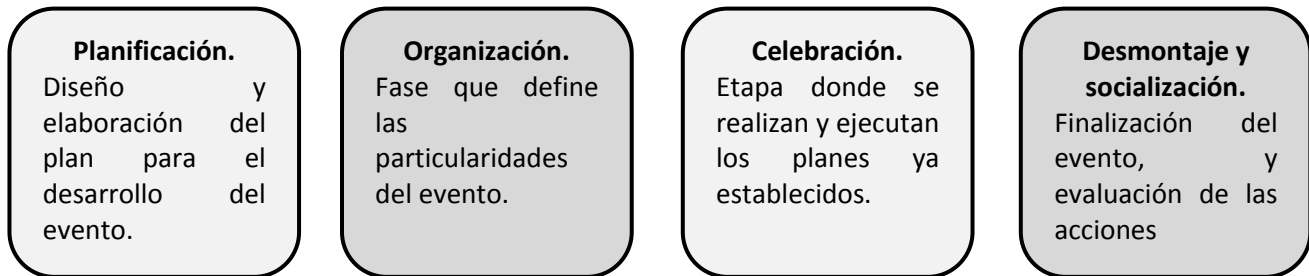 Planificación.
Diseño y
elaboración del
plan para el
desarrollo del
evento.
Organización.
Fase que define
las
particularidades
del evento.
Celebración.
Etapa donde se
realizan y ejecutan
los planes ya
establecidos.
Desmontaje y
socialización.
Finalización del
evento, y
evaluación de las
acciones